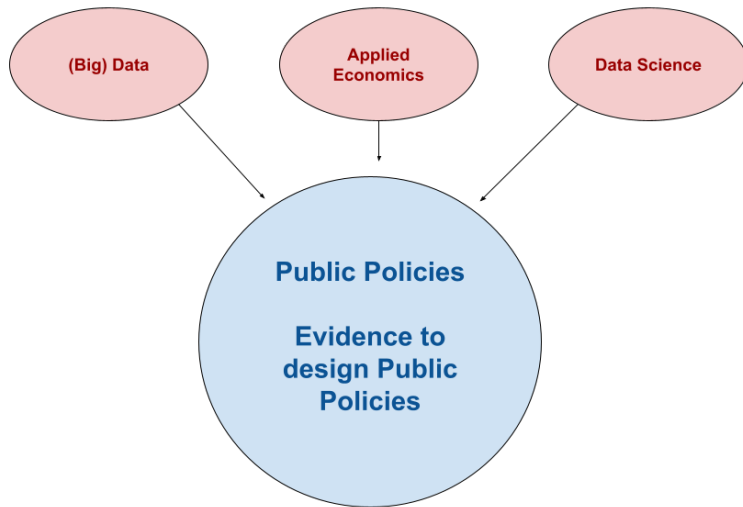 (Big) Data
Applied
Economics
Data Science
Public Policies
Evidence to
design Public
Policies